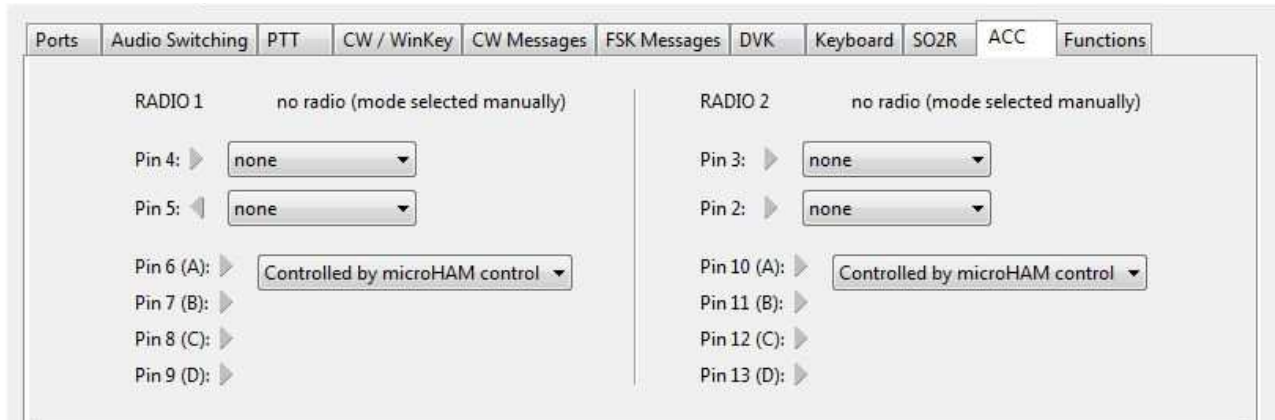 Ports Audio Switching PTT CW / WinKey CW Messages FSK Messages DVK Keyboard SO2R ACC Functions
RADIO 1 no radio (mode selected manually)
Pin 4: none
Pin 5: none
Pin 6 (A): Controlled by microHAM control
Pin 7 (B):
Pin 8 (C):
Pin 9 (D):
RADIO 2 no radio (mode selected manually)
Pin 3: none
Pin 2: none
Pin 10 (A): Controlled by microHAM control
Pin 11 (B):
Pin 12 (C):
Pin 13 (D):